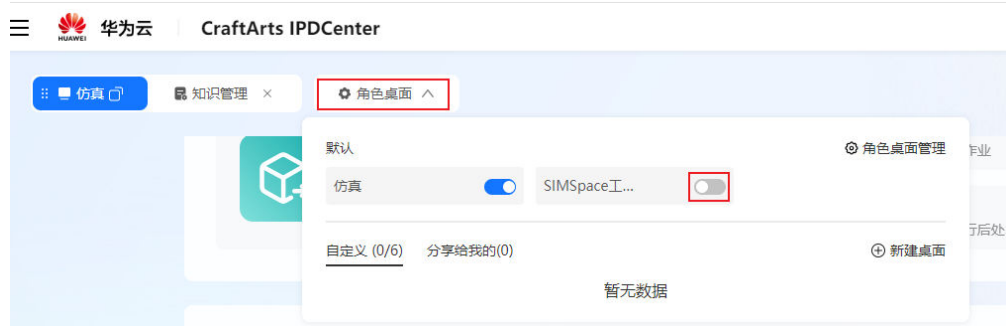 HUAWEI 华为云 CraftArts IPDCenter
仿真 知识管理 × 角色桌面
默认 角色桌面管理 作业
仿真 SIMSpace工...
行后处
自定义 (0/6) 分享给我的(0) 新建桌面
暂无数据